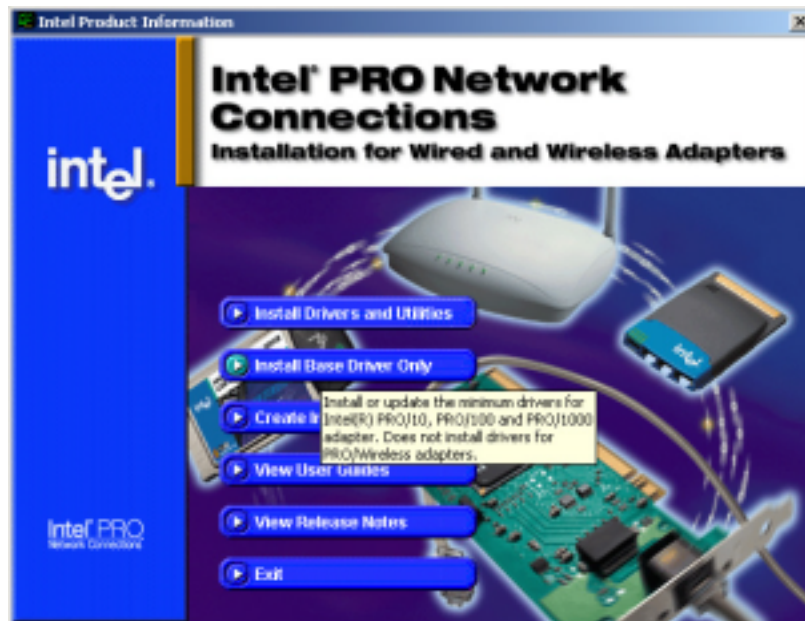 Intel Product Information
Intel® PRO Network
Connections
Installation for Wired and Wireless Adapters
intel.
Install Drivers and Utilities
Install Base Driver Only
Install or update the minimum drivers for
Intel(R) PRO/10, PRO/100 and PRO/1000
adapter. Does not install drivers for
PRO/Wireless adapters.
Create
View User Guides
View Release Notes
Exit
Intel® PRO
Network Connections
intel